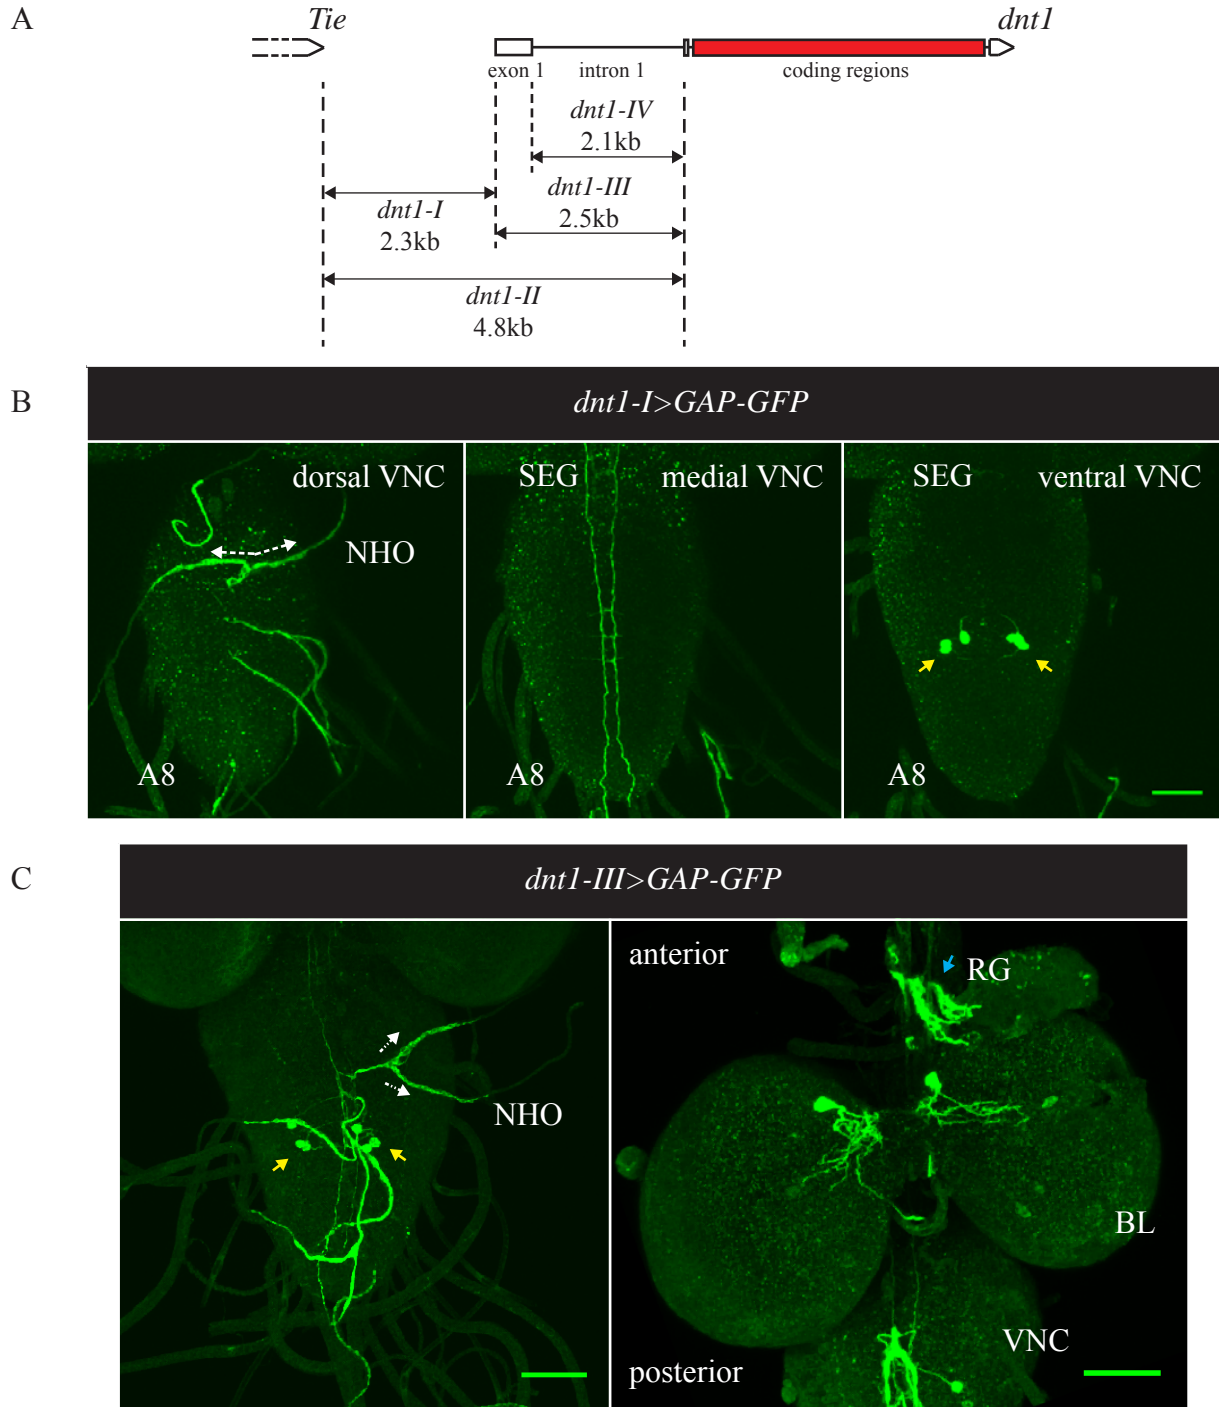 A
Tie
dnt1
exon 1
intron 1
coding regions
dnt1-IV
2.1kb
dnt1-III
2.5kb
dnt1-I
2.3kb
dnt1-II
4.8kb
B
dnt1-I>GAP-GFP
dorsal VNC
NHO
A8
SEG
medial VNC
A8
SEG
ventral VNC
A8
C
dnt1-III>GAP-GFP
NHO
anterior
RG
BL
VNC
posterior